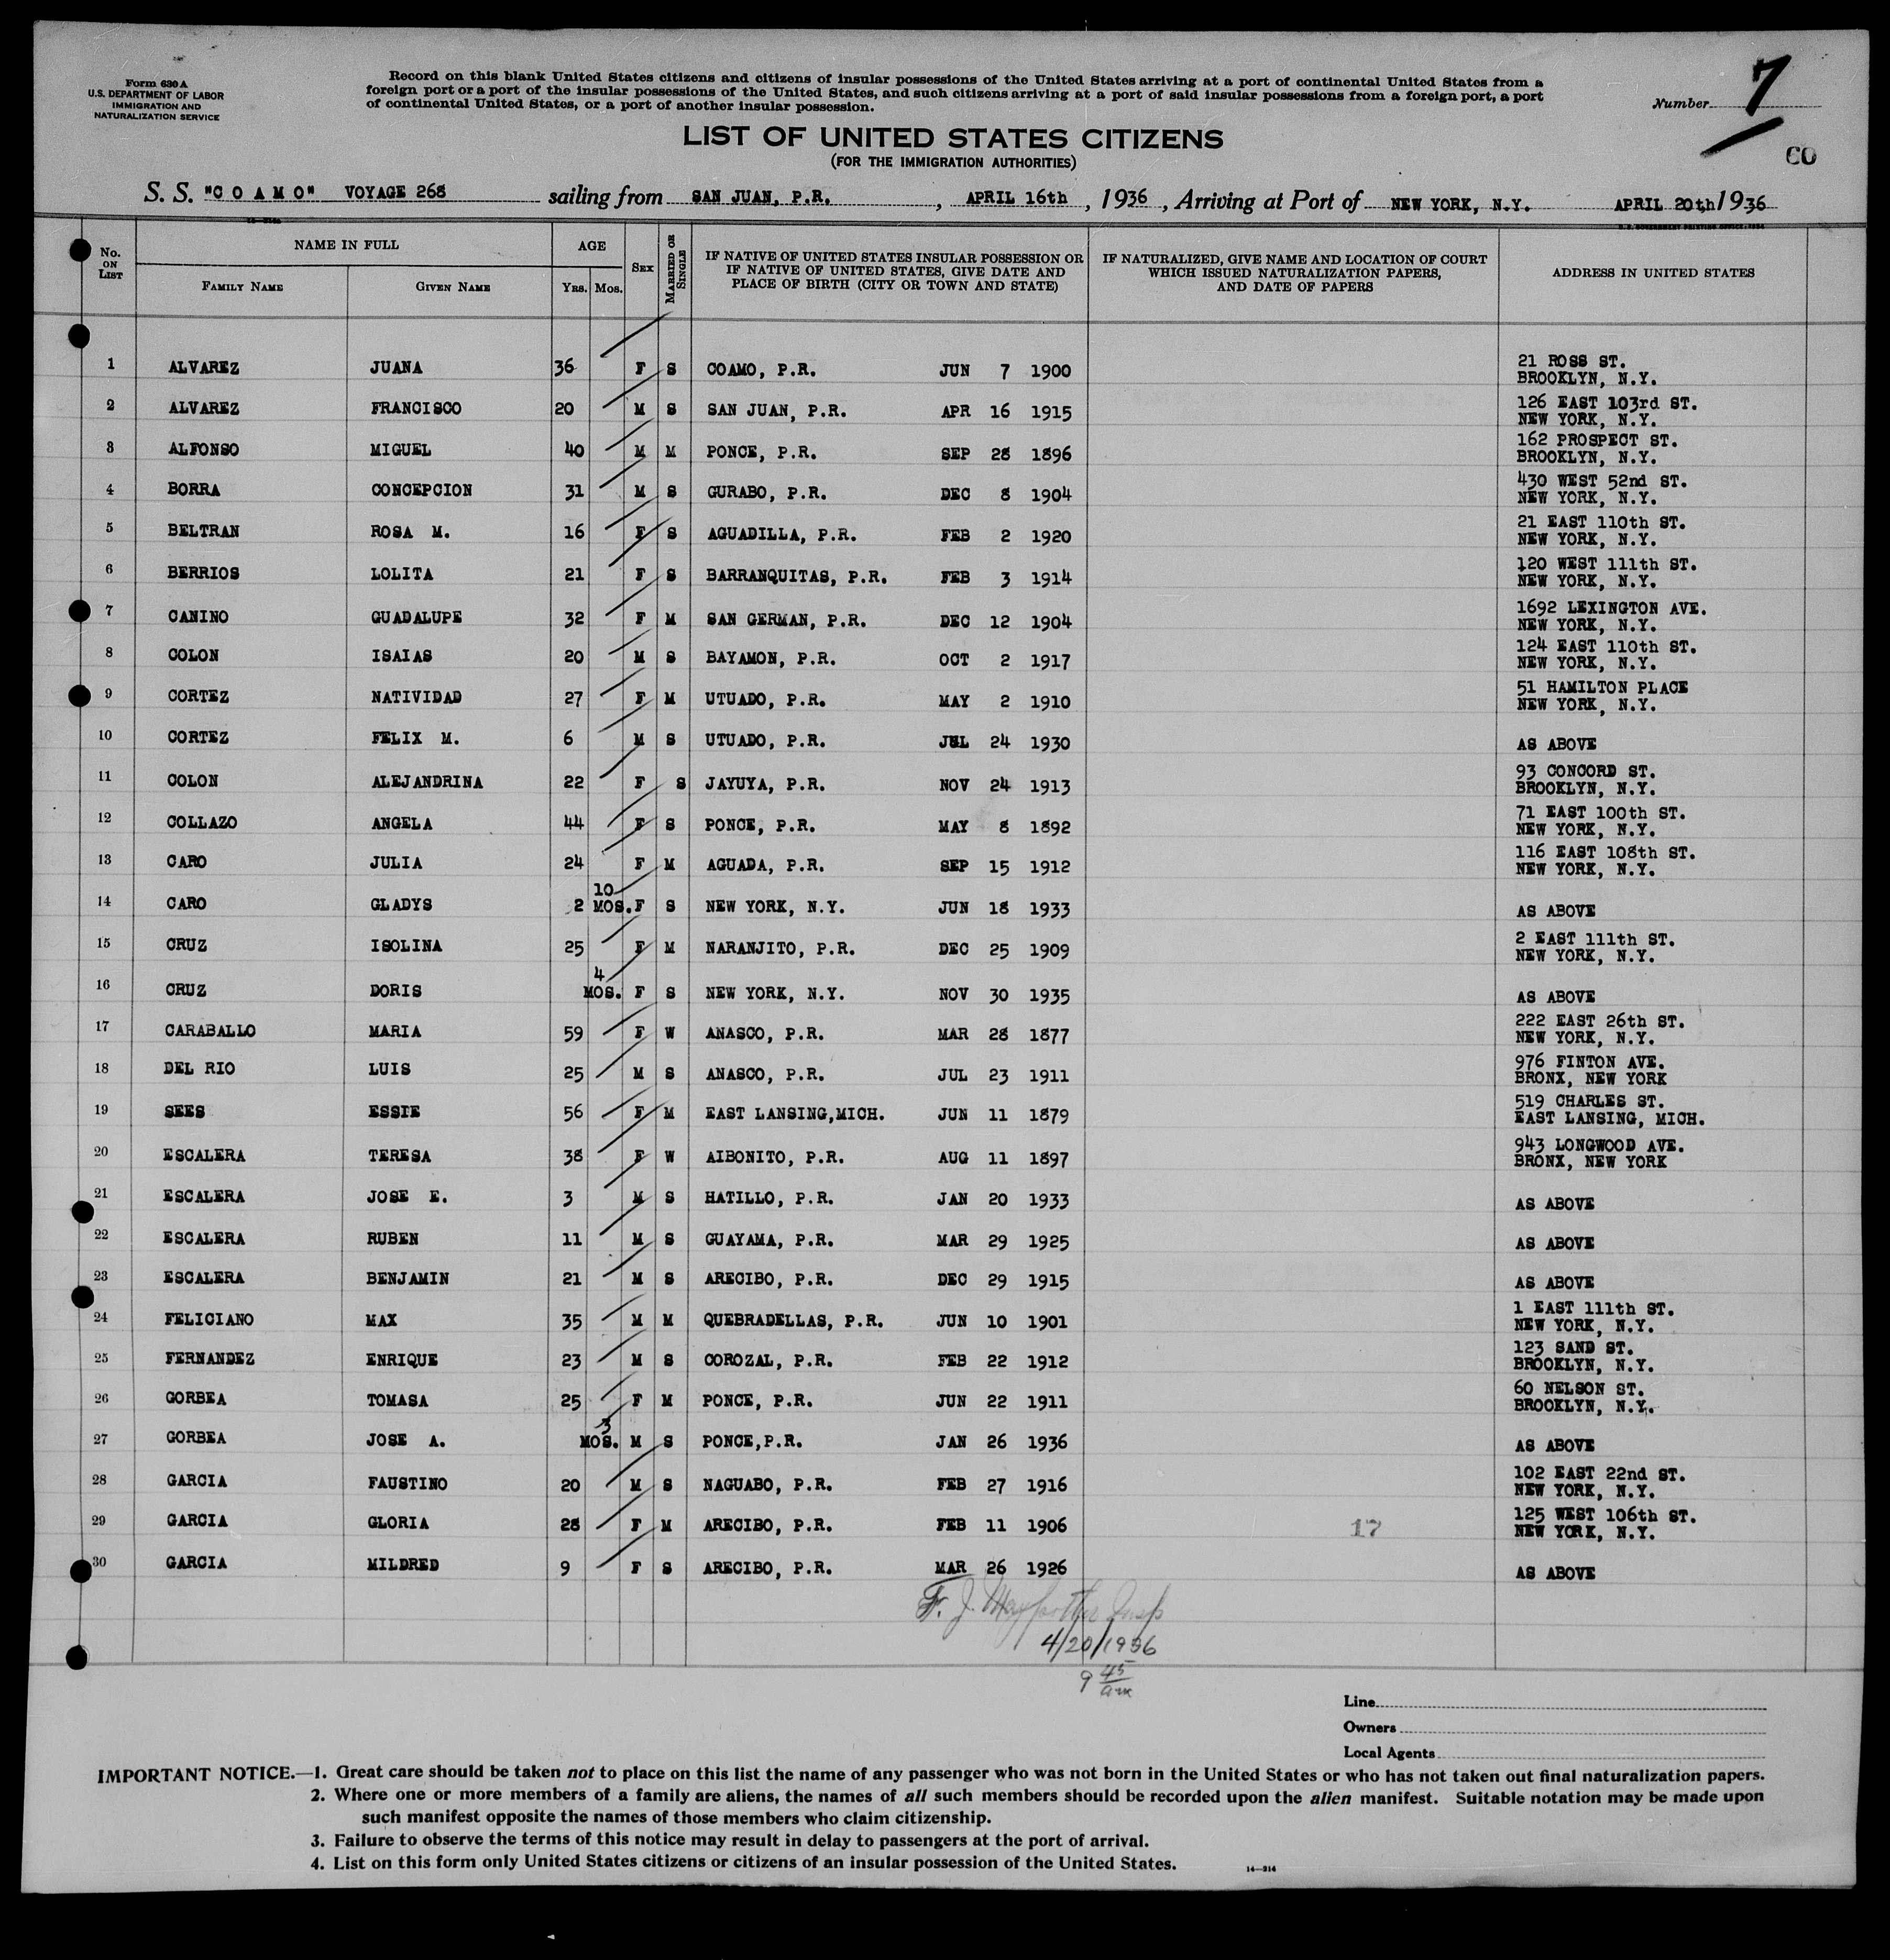 Form 630 A
U.S. DEPARTMENT OF LABOR
IMMIGRATION AND
NATURALIZATION SERVICE
Record on this blank United States citizens and citizens of insular possessions of the United States arriving at a port of continental United States from a
foreign port or a port of the insular possessions of the United States, and such citizens arriving at a port of said insular possessions from a foreign port, a port
of continental United States, or a port of another insular possession.
Number 7
60
LIST OF UNITED STATES CITIZENS
(FOR THE IMMIGRATION AUTHORITIES)
S. S. "C O A M O" VOYAGE 268 sailing from SAN JUAN, P.R. , APRIL 16th , 1936 , Arriving at Port of NEW YORK, N.Y. APRIL 20th, 1936
No. ON LIST NAME IN FULL FAMILY NAME GIVEN NAME AGE YRS. MOS. SEX MARRIED OR SINGLE IF NATIVE OF UNITED STATES INSULAR POSSESSION OR IF NATIVE OF UNITED STATES, GIVE DATE AND PLACE OF BIRTH (CITY OR TOWN AND STATE) IF NATURALIZED, GIVE NAME AND LOCATION OF COURT WHICH ISSUED NATURALIZATION PAPERS, AND DATE OF PAPERS ADDRESS IN UNITED STATES
1 ALVAREZ JUANA 36 F S COAMO, P.R. JUN 7 1900 21 ROSS ST. BROOKLYN, N.Y.
2 ALVAREZ FRANCISCO 20 M S SAN JUAN, P.R. APR 16 1915 126 EAST 103rd ST. NEW YORK, N.Y.
3 ALFONSO MIGUEL 40 M M PONCE, P.R. SEP 28 1896 162 PROSPECT ST. BROOKLYN, N.Y.
4 BORRA CONCEPCION 31 M S GURABO, P.R. DEC 8 1904 430 WEST 52nd ST. NEW YORK, N.Y.
5 BELTRAN ROSA M. 16 F S AGUADILLA, P.R. FEB 2 1920 21 EAST 110th ST. NEW YORK, N.Y.
6 BERRIOS LOLITA 21 F S BARRANQUITAS, P.R. FEB 3 1914 120 WEST 111th ST. NEW YORK, N.Y.
7 CANINO GUADALUPE 32 F M SAN GERMAN, P.R. DEC 12 1904 1692 LEXINGTON AVE. NEW YORK, N.Y.
8 COLON ISAIAS 20 M S BAYAMON, P.R. OCT 2 1917 124 EAST 110th ST. NEW YORK, N.Y.
9 CORTEZ NATIVIDAD 27 F M UTUADO, P.R. MAY 2 1910 51 HAMILTON PLACE NEW YORK, N.Y.
10 CORTEZ FELIX M. 6 M S UTUADO, P.R. JUL 24 1930 AS ABOVE
11 COLON ALEJANDRINA 22 F S JAYUYA, P.R. NOV 24 1913 93 CONCORD ST. BROOKLYN, N.Y.
12 COLLAZO ANGELA 44 F S PONCE, P.R. MAY 8 1892 71 EAST 100th ST. NEW YORK, N.Y.
13 CARO JULIA 24 F M AGUADA, P.R. SEP 15 1912 116 EAST 108th ST. NEW YORK, N.Y.
14 CARO GLADYS 2 10 MOS. F S NEW YORK, N.Y. JUN 18 1933 AS ABOVE
15 CRUZ ISOLINA 25 F M NARANJITO, P.R. DEC 25 1909 2 EAST 111th ST. NEW YORK, N.Y.
16 CRUZ DORIS 4 MOS. F S NEW YORK, N.Y. NOV 30 1935 AS ABOVE
17 CARABALLO MARIA 59 F W ANASCO, P.R. MAR 28 1877 222 EAST 26th ST. NEW YORK, N.Y.
18 DEL RIO LUIS 25 M S ANASCO, P.R. JUL 23 1911 976 FINTON AVE. BRONX, NEW YORK
19 SEES ESSIE 56 F M EAST LANSING,MICH. JUN 11 1879 519 CHARLES ST. EAST LANSING, MICH.
20 ESCALERA TERESA 38 F W AIBONITO, P.R. AUG 11 1897 943 LONGWOOD AVE. BRONX, NEW YORK
21 ESCALERA JOSE E. 3 M S HATILLO, P.R. JAN 20 1933 AS ABOVE
22 ESCALERA RUBEN 11 M S GUAYAMA, P.R. MAR 29 1925 AS ABOVE
23 ESCALERA BENJAMIN 21 M S ARECIBO, P.R. DEC 29 1915 AS ABOVE
24 FELICIANO MAX 35 M M QUEBRADELLAS, P.R. JUN 10 1901 1 EAST 111th ST. NEW YORK, N.Y.
25 FERNANDEZ ENRIQUE 23 M S COROZAL, P.R. FEB 22 1912 123 SAND ST. BROOKLYN, N.Y.
26 GORBEA TOMASA 25 F M PONCE, P.R. JUN 22 1911 60 NELSON ST. BROOKLYN, N.Y.
27 GORBEA JOSE A. 3 MOS. M S PONCE,P.R. JAN 26 1936 AS ABOVE
28 GARCIA FAUSTINO 20 M S NAGUABO, P.R. FEB 27 1916 102 EAST 22nd ST. NEW YORK, N.Y.
29 GARCIA GLORIA 28 F M ARECIBO, P.R. FEB 11 1906 17 125 WEST 106th ST. NEW YORK, N.Y.
30 GARCIA MILDRED 9 F S ARECIBO, P.R. MAR 26 1926 AS ABOVE
F. J.
4/20/1936
9 45 am
Line
Owners
Local Agents
IMPORTANT NOTICE.—1. Great care should be taken not to place on this list the name of any passenger who was not born in the United States or who has not taken out final naturalization papers.
2. Where one or more members of a family are aliens, the names of all such members should be recorded upon the alien manifest. Suitable notation may be made upon
such manifest opposite the names of those members who claim citizenship.
3. Failure to observe the terms of this notice may result in delay to passengers at the port of arrival.
4. List on this form only United States citizens or citizens of an insular possession of the United States.
14—314